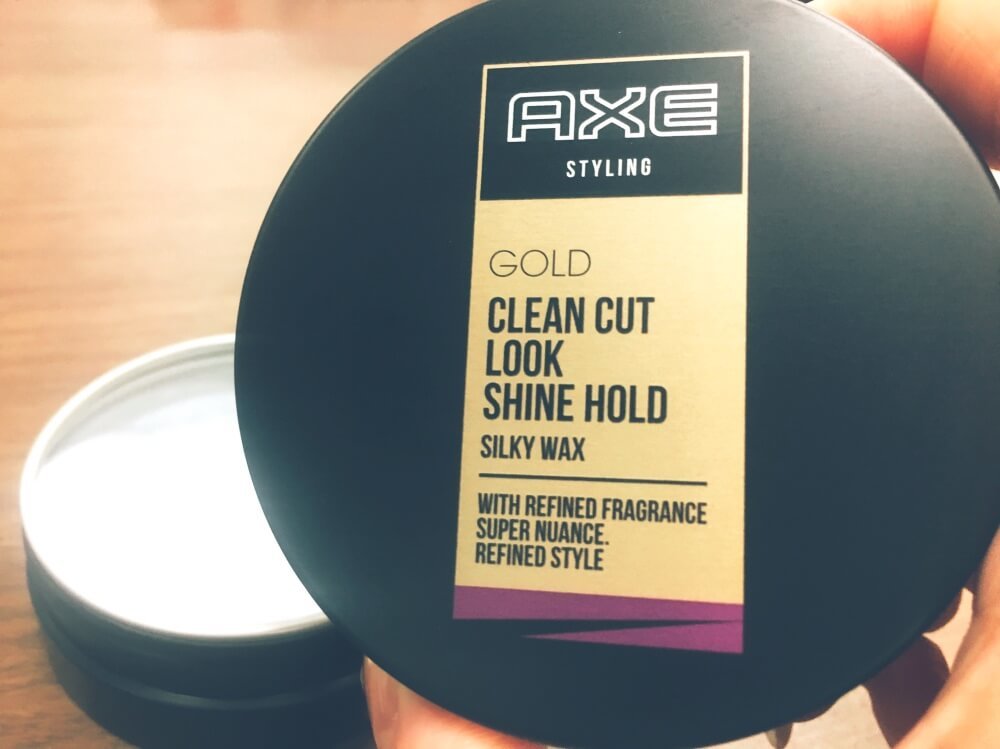 AXE
STYLING
GOLD
CLEAN CUT
LOOK
SHINE HOLD
SILKY WAX
WITH REFINED FRAGRANCE
SUPER NUANCE.
REFINED STYLE